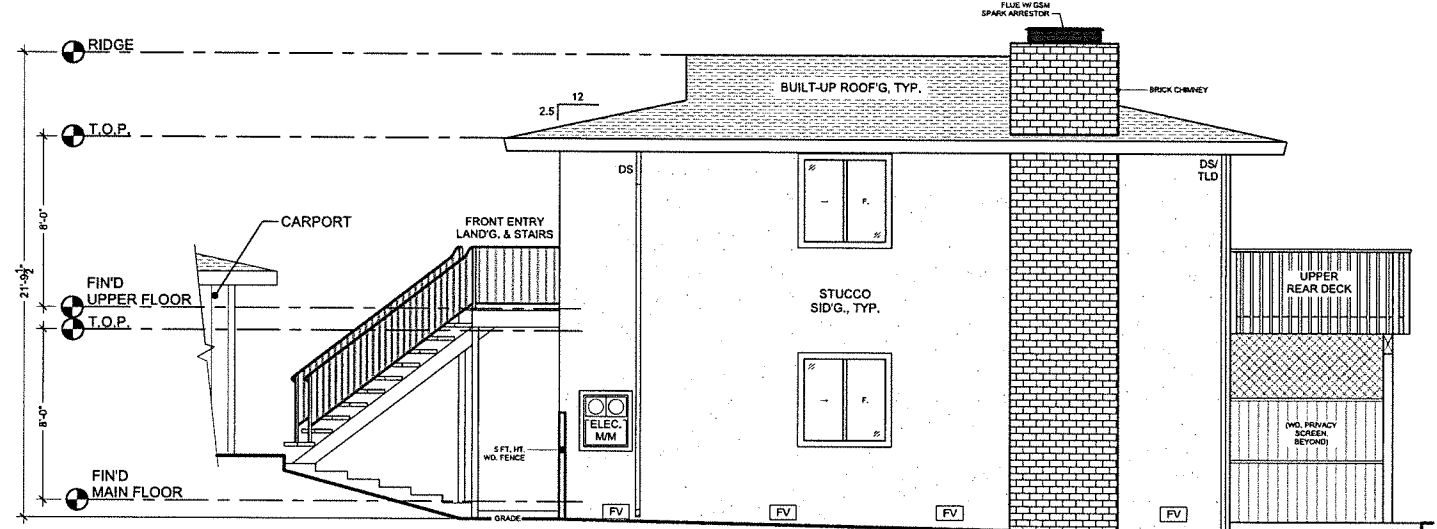 FLUE W/ GSM
SPARK ARRESTOR
RIDGE
BUILT-UP ROOF'G, TYP.
BRICK CHIMNEY
12
2.5
T.O.P.
DS
DS/
TLD
8'-0"
CARPORT
FRONT ENTRY
LAND'G. & STAIRS
→
F.
21'-9½"
FIN'D
UPPER FLOOR
T.O.P.
STUCCO
SID'G., TYP.
UPPER
REAR DECK
8'-0"
→
F.
ELEC.
M/M
5 FT. HT.
WD. FENCE
(WD. PRIVACY
SCREEN,
BEYOND)
FIN'D
MAIN FLOOR
GRADE
FV
FV
FV
FV